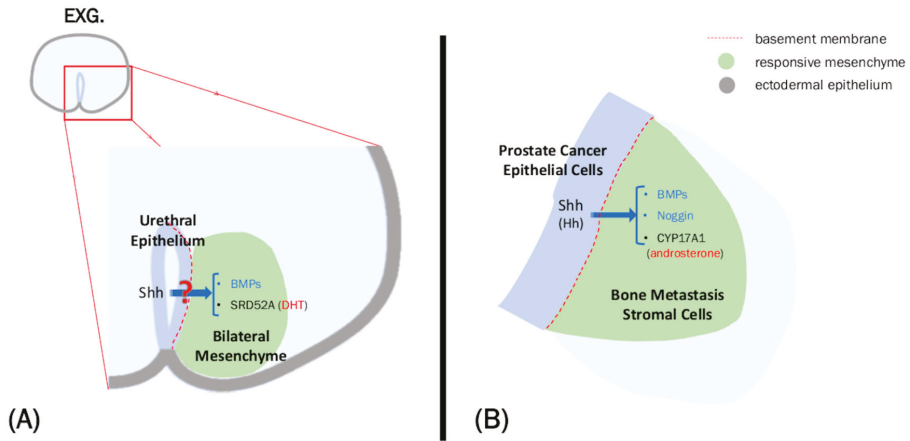 EXG.
Urethral
Epithelium
Shh
?
• BMPs
• SRD52A (DHT)
Bilateral
Mesenchyme
(A)
basement membrane
responsive mesenchyme
ectodermal epithelium
Prostate Cancer
Epithelial Cells
Shh
(Hh)
• BMPs
• Noggin
• CYP17A1
(androsterone)
Bone Metastasis
Stromal Cells
(B)